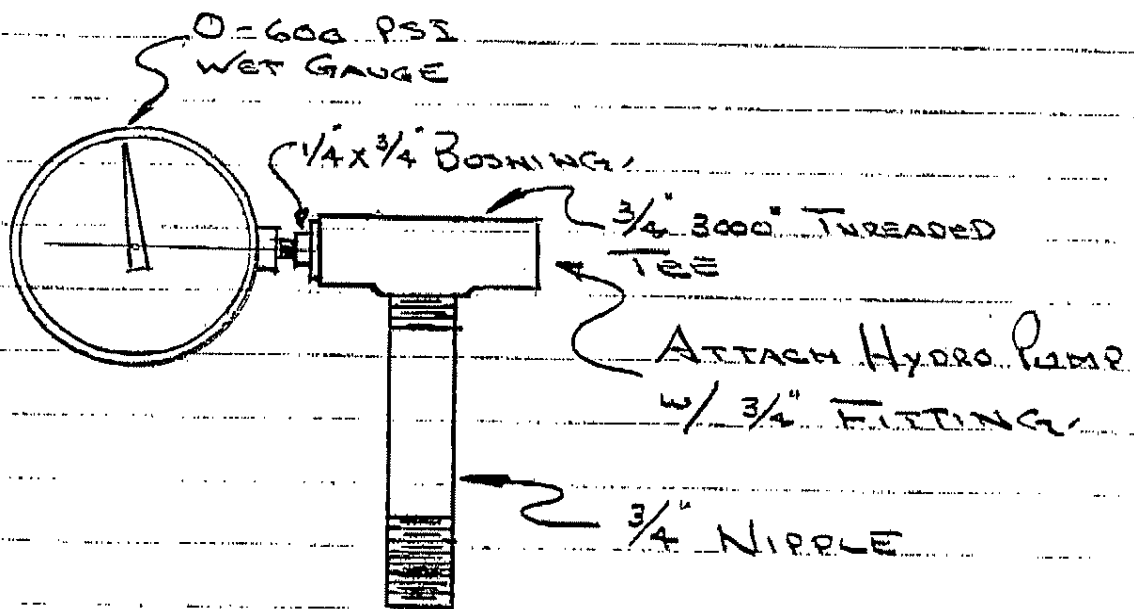 0-600 PSI
WET GAUGE
1/4" x 3/4" BUSHING.
3/4" 3000# THREADED
TEE
ATTACH HYDRO PUMP
w/ 3/4" FITTING.
3/4" NIPPLE